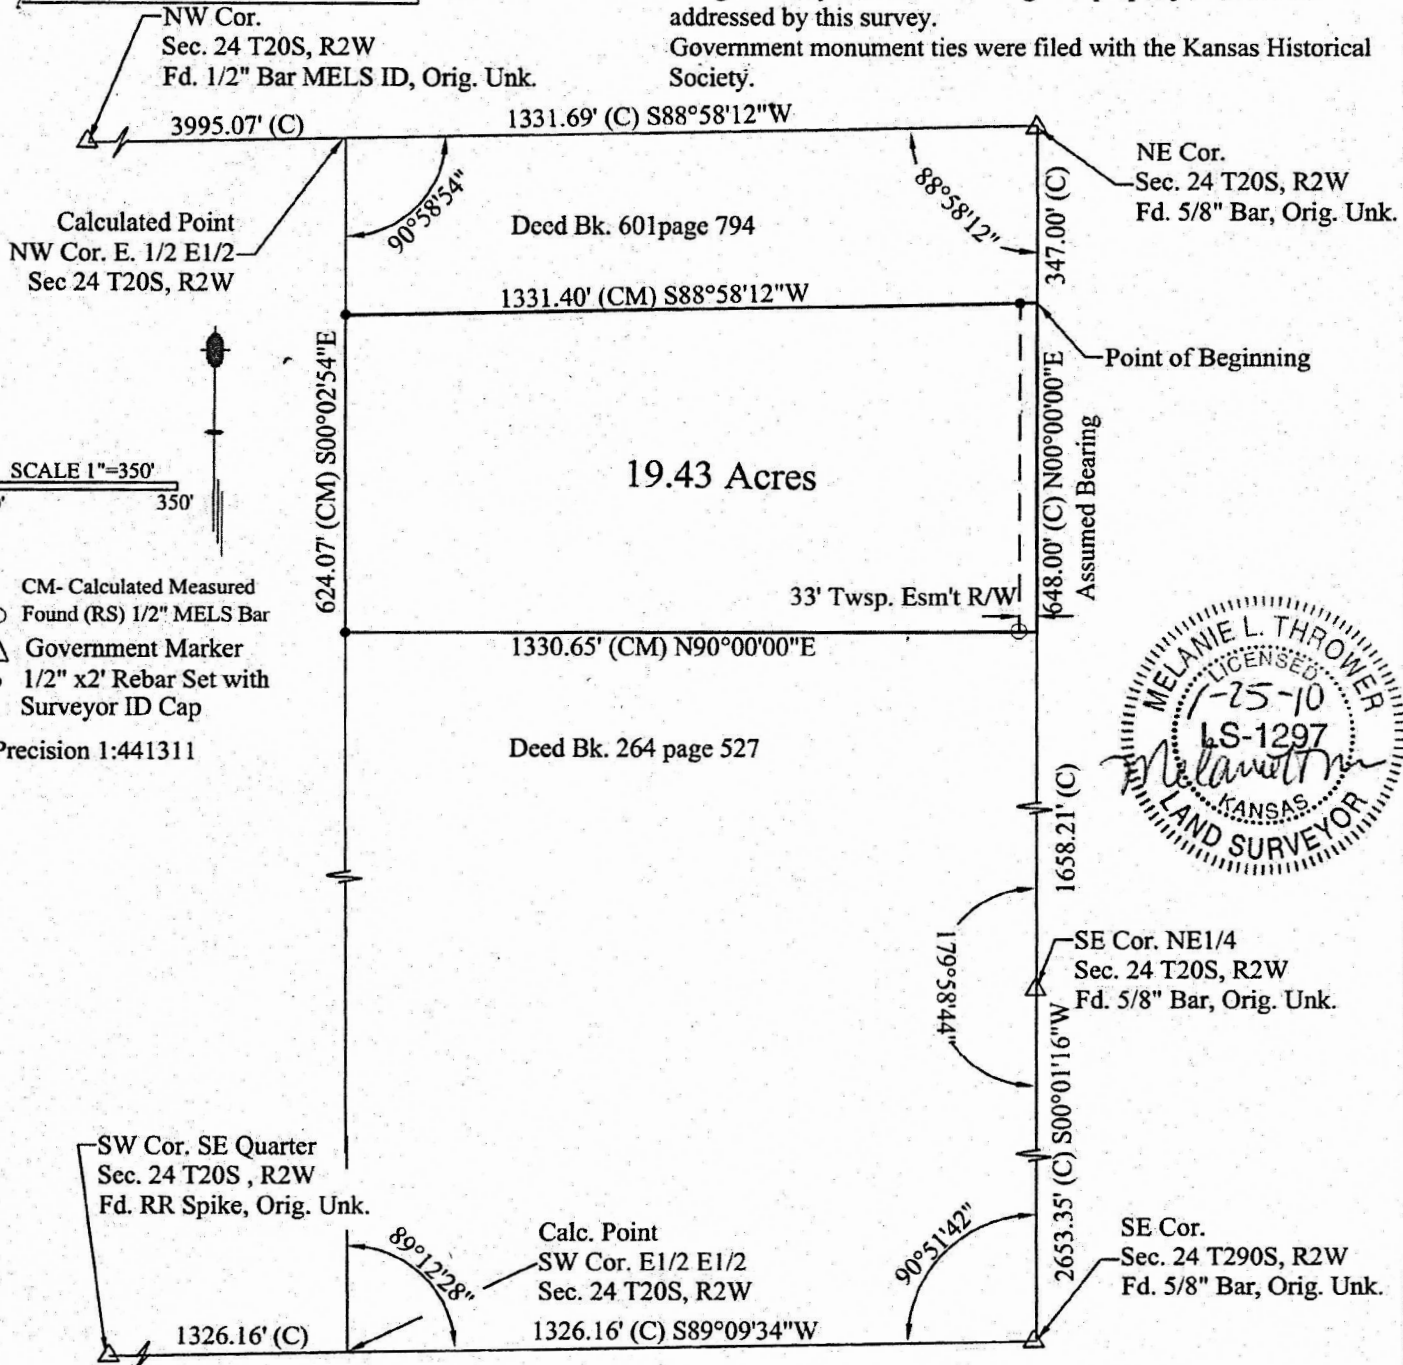 NW Cor.
Sec. 24 T20S, R2W
Fd. 1/2" Bar MELS ID, Orig. Unk.
addressed by this survey.
Government monument ties were filed with the Kansas Historical
Society.
3995.07' (C)
1331.69' (C) S88°58'12"W
NE Cor.
Sec. 24 T20S, R2W
Fd. 5/8" Bar, Orig. Unk.
Calculated Point
NW Cor. E. 1/2 E1/2
Sec 24 T20S, R2W
90°58'54"
Deed Bk. 601page 794
88°58'12"
347.00' (C)
1331.40' (CM) S88°58'12"W
Point of Beginning
624.07' (CM) S00°02'54"E
19.43 Acres
648.00' (C) N00°00'00"E
Assumed Bearing
SCALE 1"=350'
350'
CM- Calculated Measured
Found (RS) 1/2" MELS Bar
Government Marker
1/2" x2' Rebar Set with
Surveyor ID Cap
Precision 1:441311
33' Twsp. Esm't R/W
1330.65' (CM) N90°00'00"E
Deed Bk. 264 page 527
MELANIE L. THROWER
LICENSED
1-25-10
LS-1297
KANSAS
LAND SURVEYOR
1658.21' (C)
179°58'44"
SE Cor. NE1/4
Sec. 24 T20S, R2W
Fd. 5/8" Bar, Orig. Unk.
2653.35' (C) S00°01'16"W
SW Cor. SE Quarter
Sec. 24 T20S , R2W
Fd. RR Spike, Orig. Unk.
89°12'28"
Calc. Point
SW Cor. E1/2 E1/2
Sec. 24 T20S, R2W
90°51'42"
SE Cor.
Sec. 24 T290S, R2W
Fd. 5/8" Bar, Orig. Unk.
1326.16' (C)
1326.16' (C) S89°09'34"W